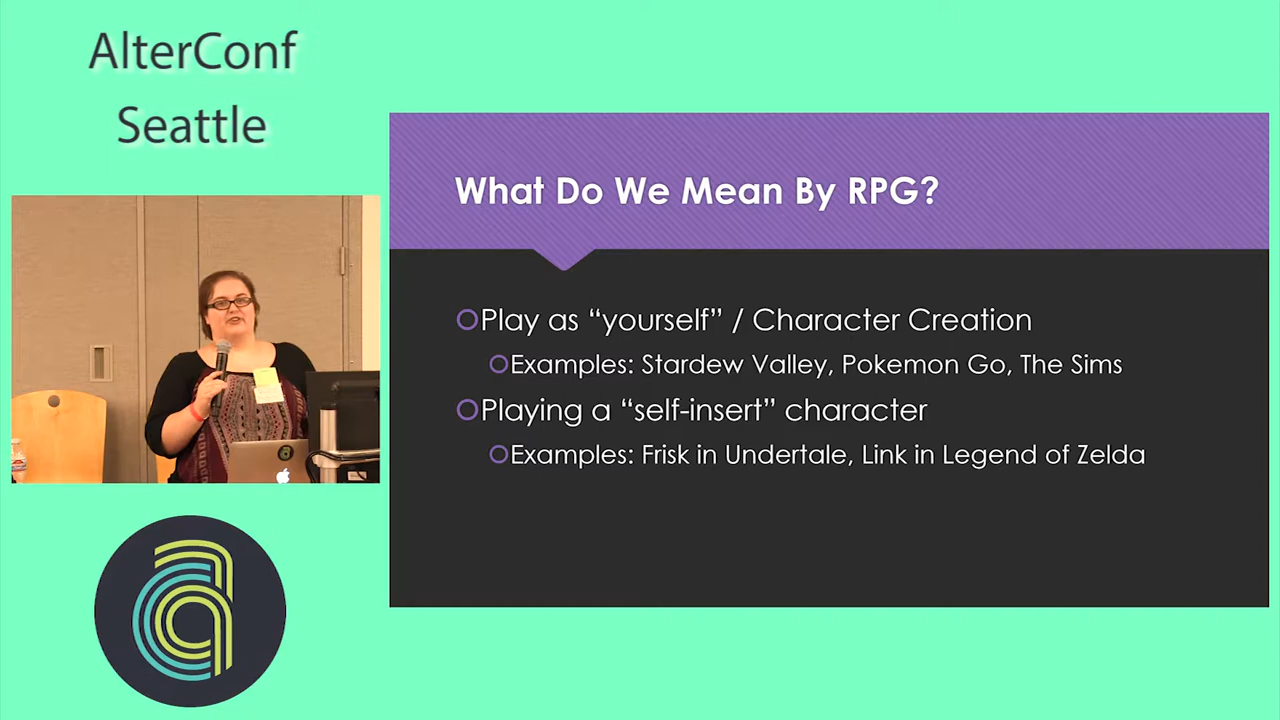 AlterConf
Seattle
What Do We Mean By RPG?
Play as “yourself” / Character Creation
Examples: Stardew Valley, Pokemon Go, The Sims
Playing a “self-insert” character
Examples: Frisk in Undertale, Link in Legend of Zelda